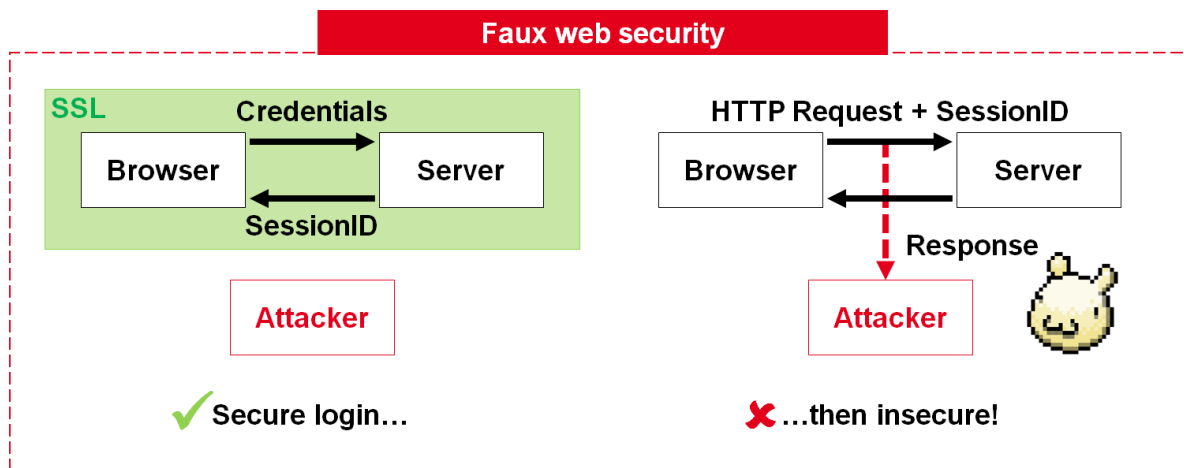 Faux web security
SSL
Credentials
Browser
Server
SessionID
Attacker
Secure login…
HTTP Request + SessionID
Browser
Server
Response
Attacker
…then insecure!